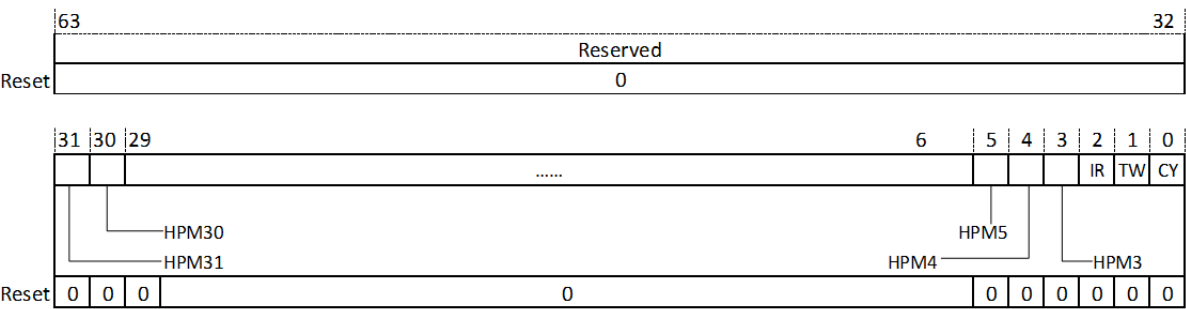 63 32
Reserved
Reset 0
31 30 29 6 5 4 3 2 1 0
...... IR TW CY
HPM30 HPM5
HPM31 HPM4 HPM3
Reset 0 0 0 0 0 0 0 0 0 0